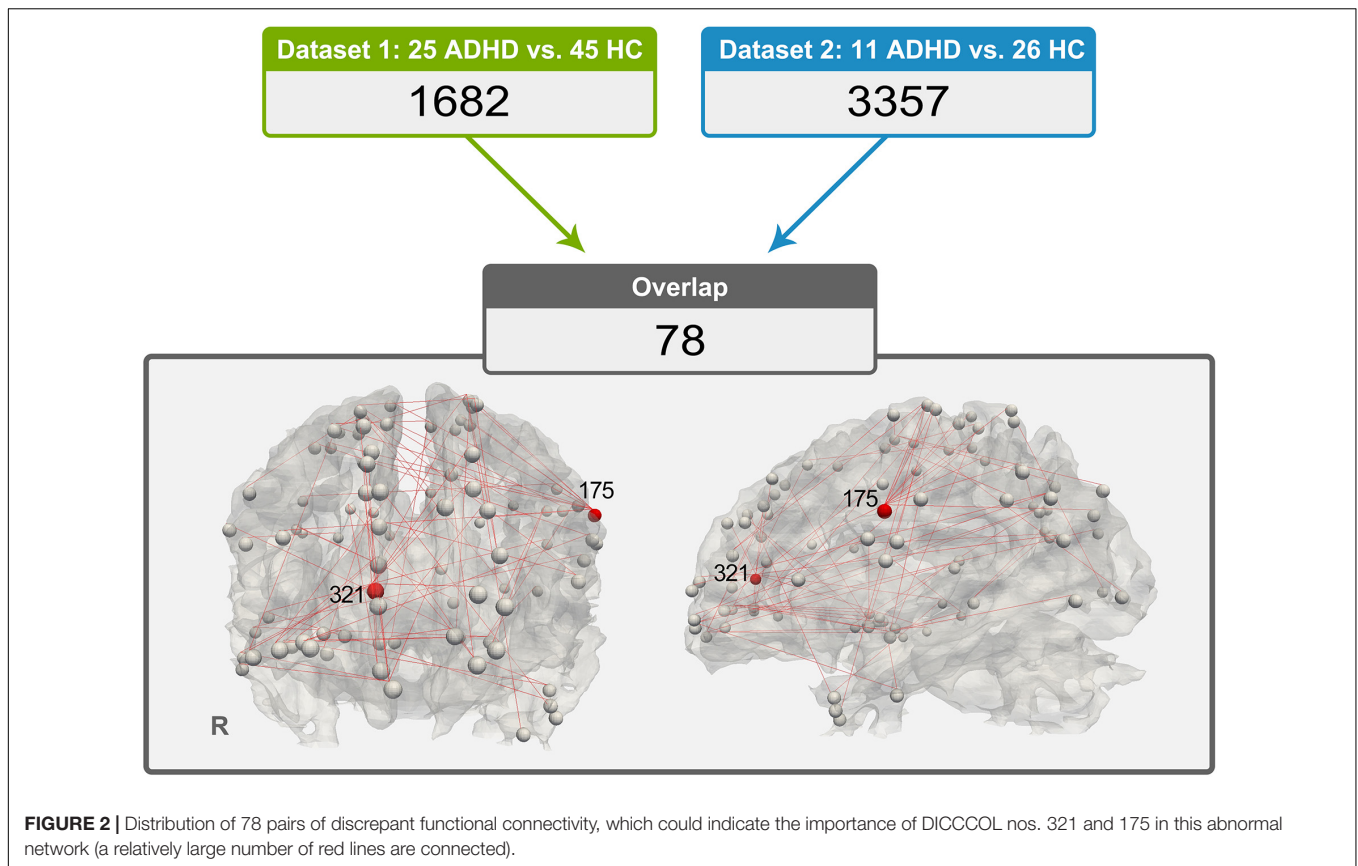 Dataset 1: 25 ADHD vs. 45 HC
1682
Dataset 2: 11 ADHD vs. 26 HC
3357
Overlap
78
175
321
R
175
321
FIGURE 2 | Distribution of 78 pairs of discrepant functional connectivity, which could indicate the importance of DICCCOL nos. 321 and 175 in this abnormal
network (a relatively large number of red lines are connected).